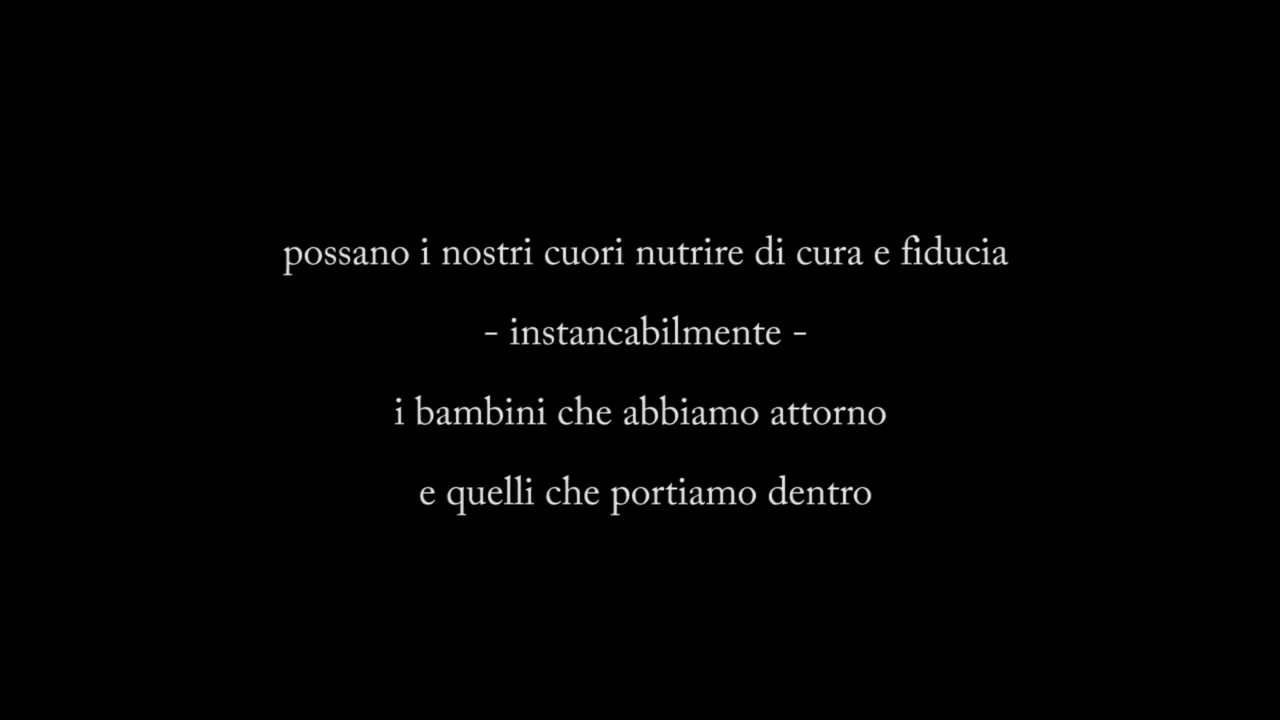 possano i nostri cuori nutrire di cura e fiducia
- instancabilmente -
i bambini che abbiamo attorno
e quelli che portiamo dentro